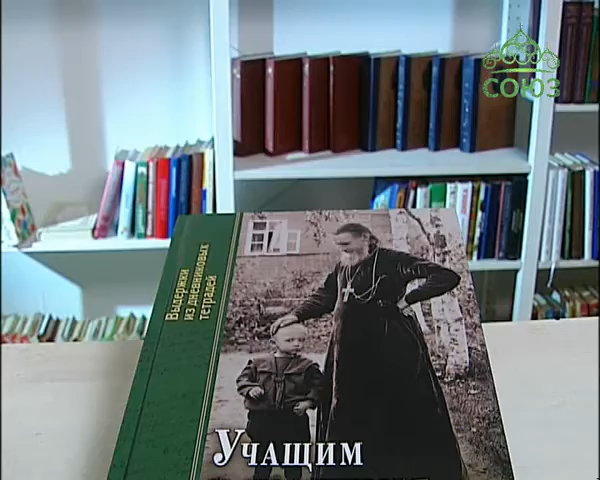 СОЮЗ
Выдержки
из дневниковых
тетрадей
Учащим